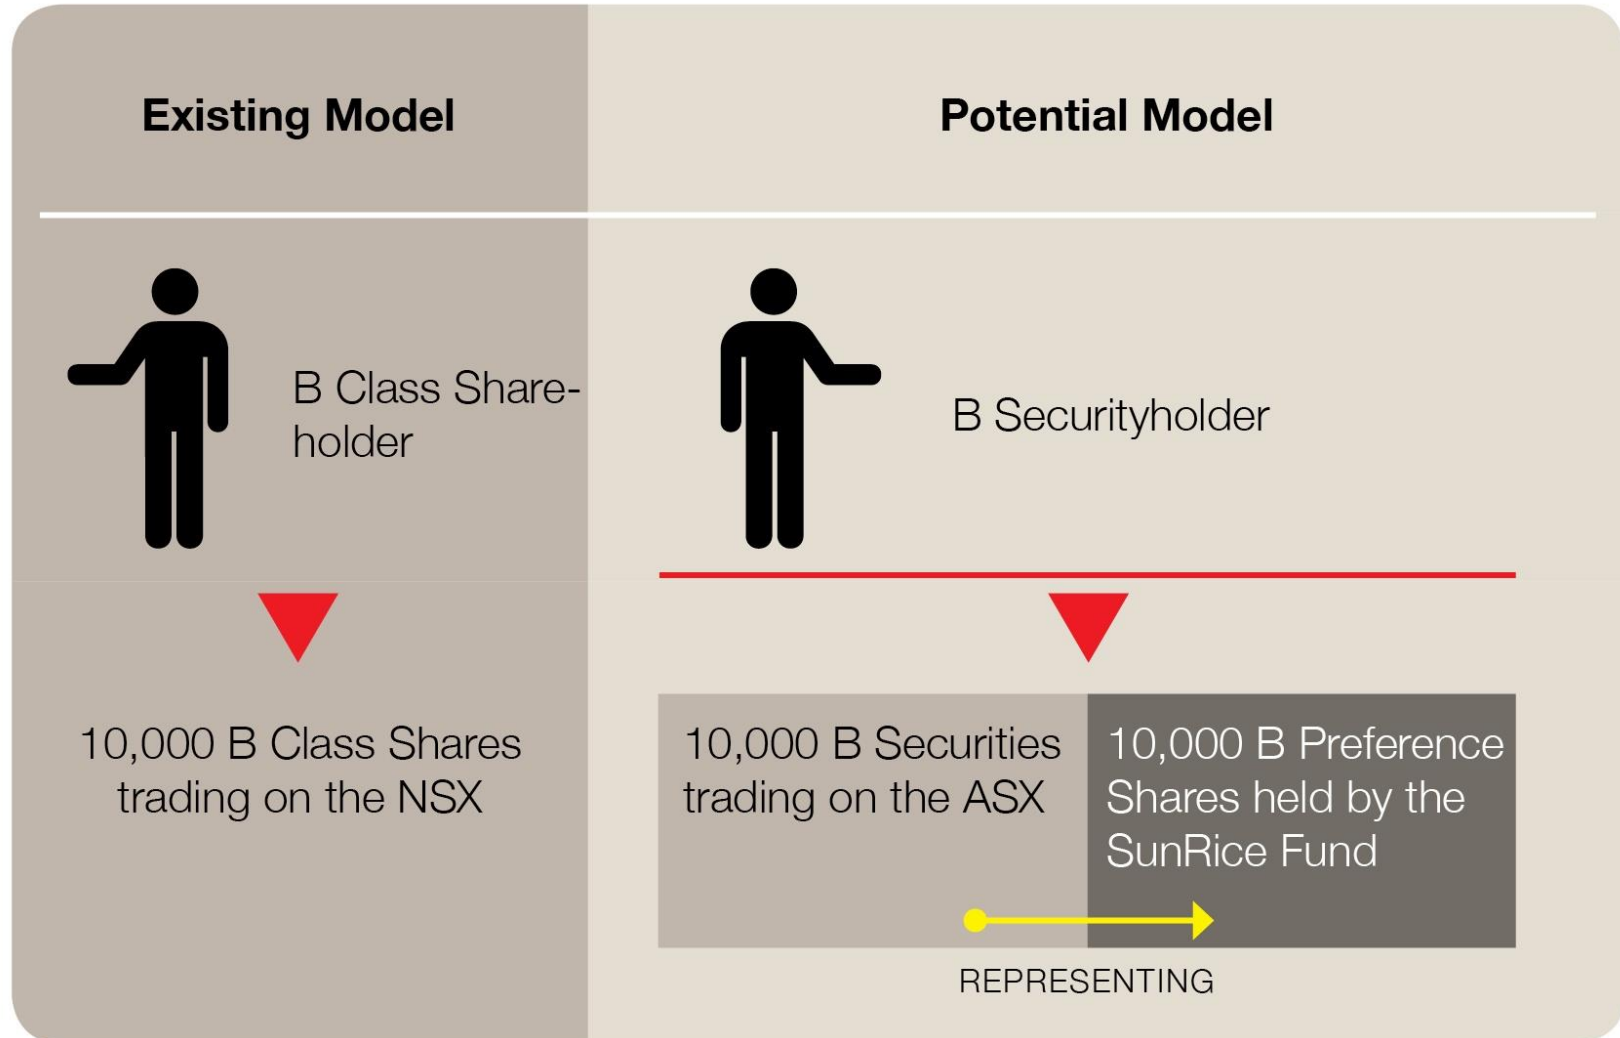 Existing Model
Potential Model
B Class Share-
holder
B Securityholder
10,000 B Class Shares
trading on the NSX
10,000 B Securities
trading on the ASX
10,000 B Preference
Shares held by the
SunRice Fund
REPRESENTING